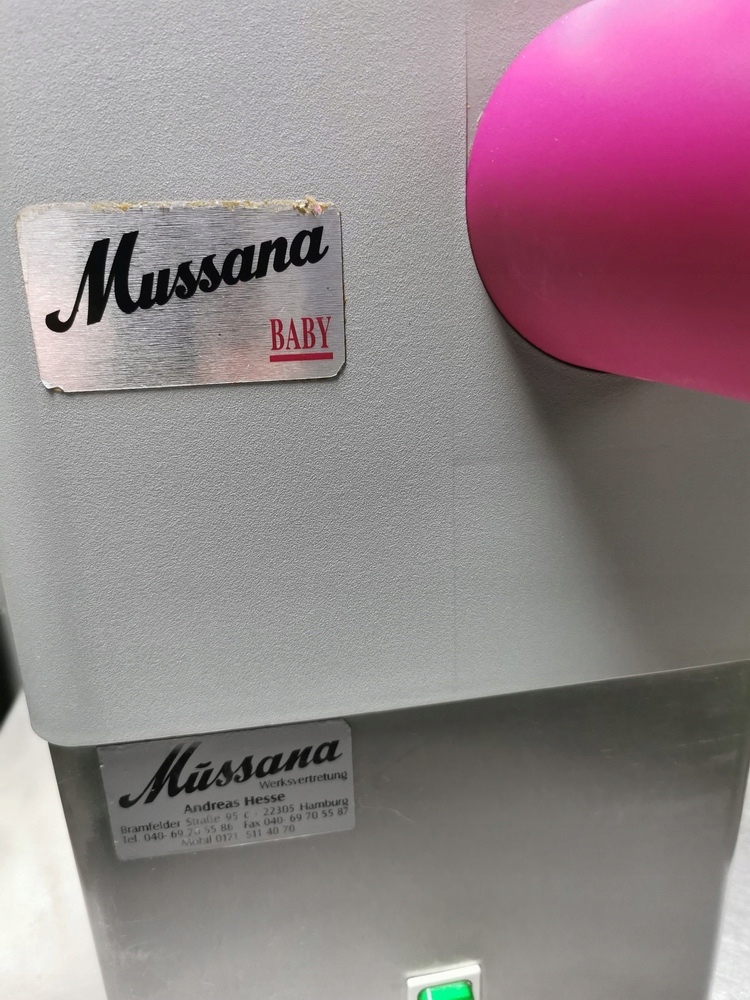 Mussana
BABY
Mussana
Werksvertretung
Andreas Hesse
Bramfelder Straße 95 c - 22305 Hamburg
Tel. 040- 69 70 55 86 Fax 040- 69 70 55 87
Mobil 0171- 511 40 70